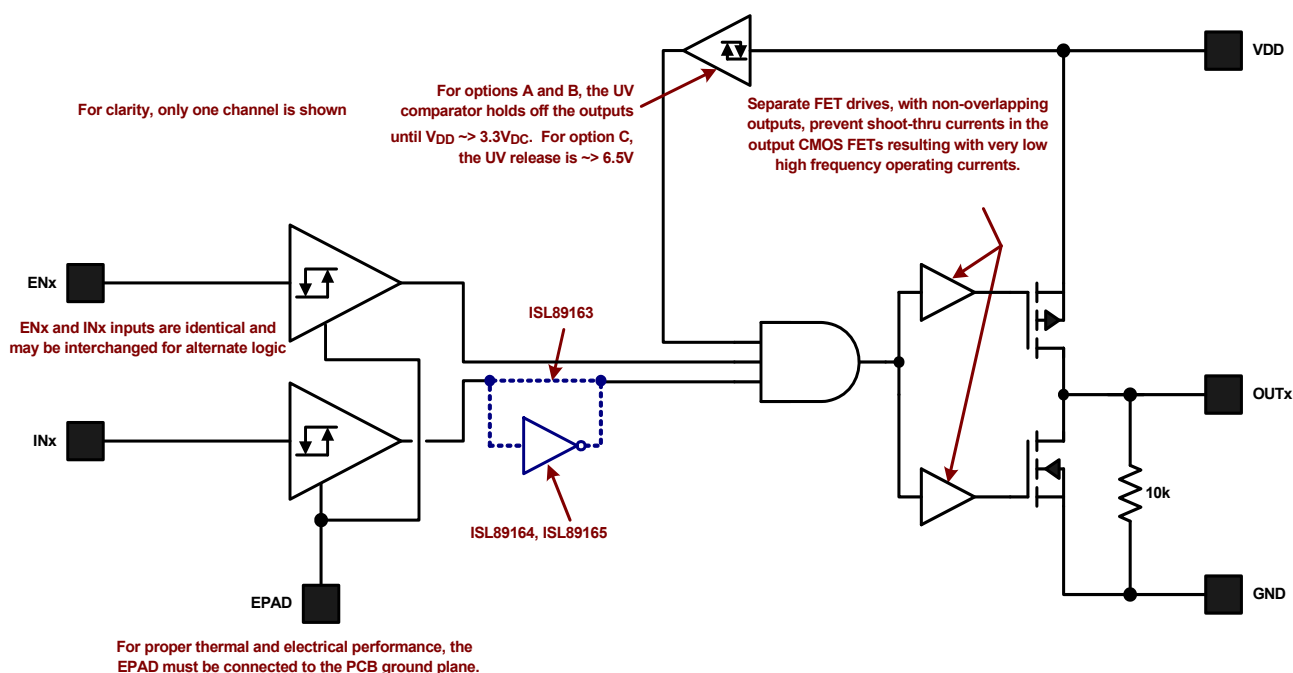 VDD
For clarity, only one channel is shown
For options A and B, the UV
comparator holds off the outputs
until VDD ~> 3.3VDC. For option C,
the UV release is ~> 6.5V
Separate FET drives, with non-overlapping
outputs, prevent shoot-thru currents in the
output CMOS FETs resulting with very low
high frequency operating currents.
ENx
ENx and INx inputs are identical and
may be interchanged for alternate logic
ISL89163
INx
OUTx
10k
ISL89164, ISL89165
EPAD
GND
For proper thermal and electrical performance, the
EPAD must be connected to the PCB ground plane.